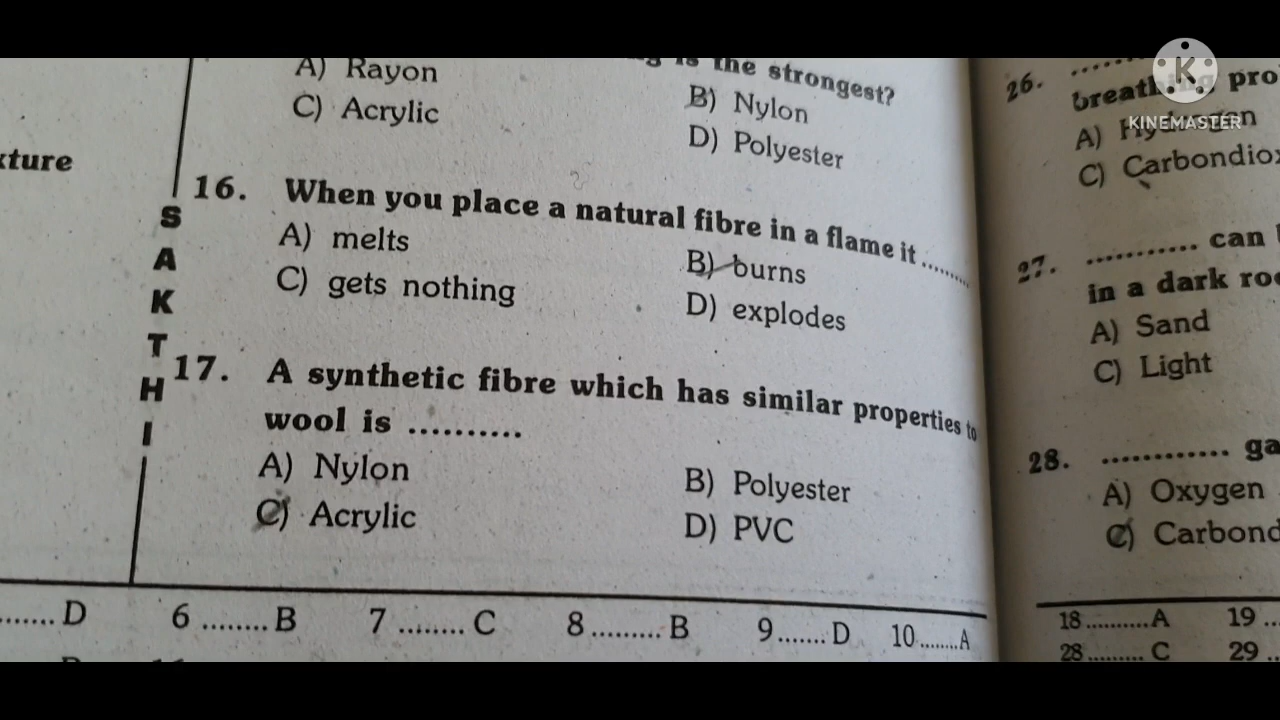 xture
S
A
K
T
H
I
is the strongest?
A) Rayon
B) Nylon
C) Acrylic
D) Polyester
16. When you place a natural fibre in a flame it .........
A) melts
B) burns
C) gets nothing
D) explodes
17. A synthetic fibre which has similar properties to
wool is ..........
A) Nylon
B) Polyester
C) Acrylic
D) PVC
....... D 6 ........ B 7 ........ C 8 ......... B 9 ....... D 10 ........ A
26.
KINEMASTER
A)
C) Carbondiox
27. .......... can
in a dark roo
A) Sand
C) Light
28. ............ ga
A) Oxygen
C) Carbond
18 .......... A 19 ...
28 ......... C 29 ..